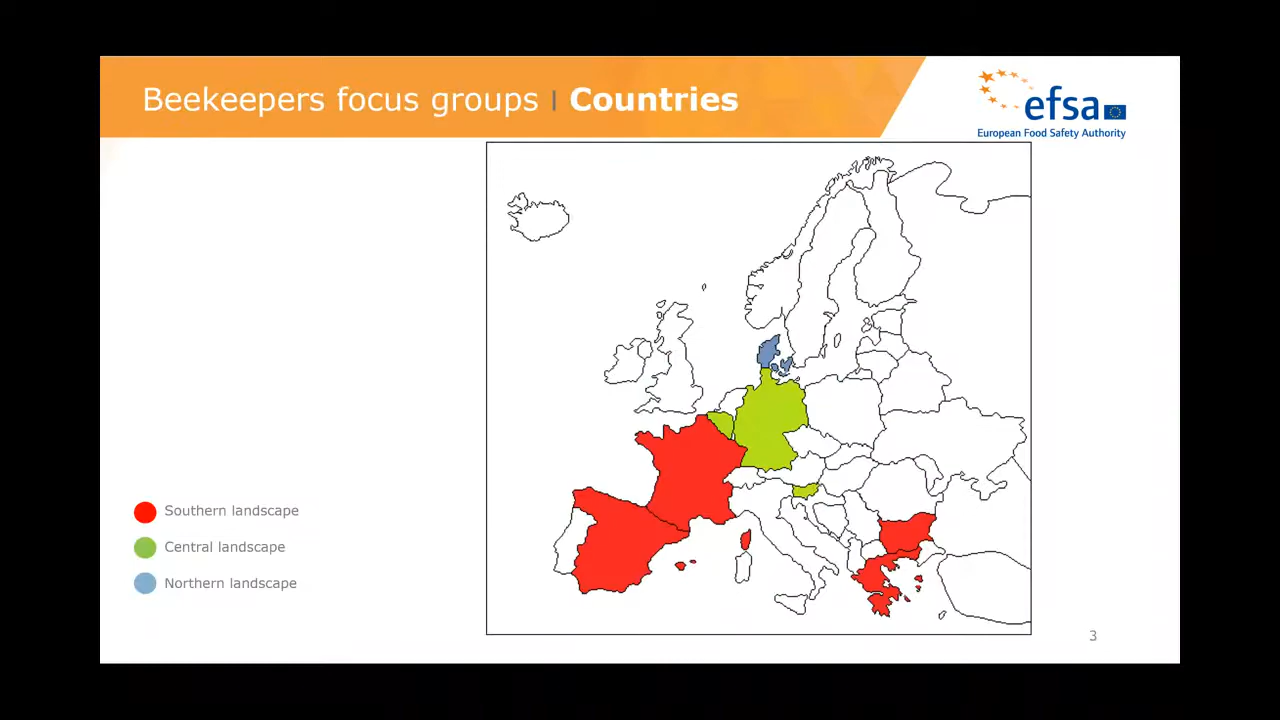 Beekeepers focus groups | Countries
efsa
European Food Safety Authority
Southern landscape
Central landscape
Northern landscape
3